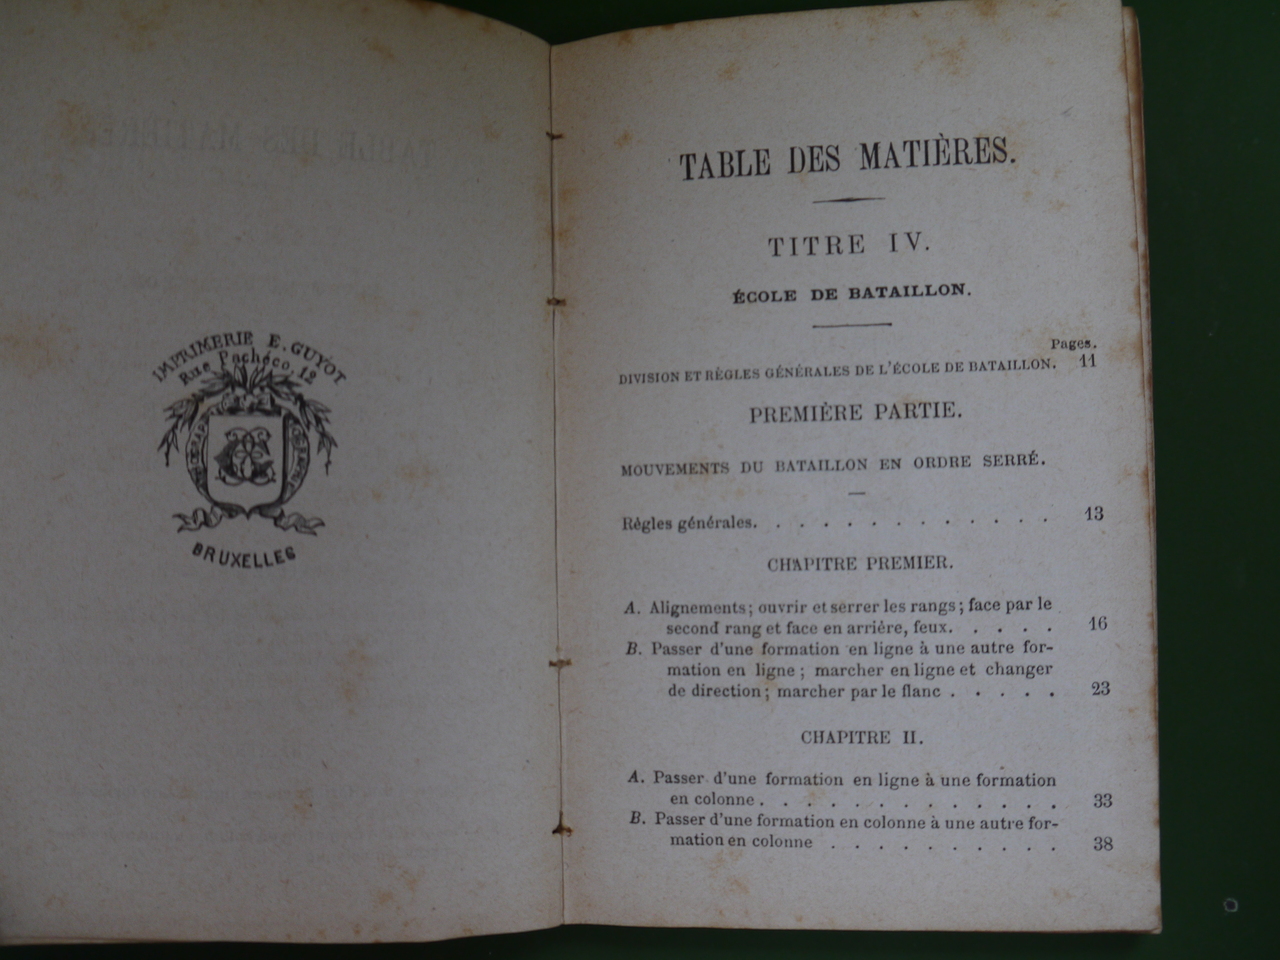 IMPRIMERIE E. GUYOT
Rue Pachéco, 12
BRUXELLES
TABLE DES MATIÈRES.
TITRE IV.
ÉCOLE DE BATAILLON.
Pages.
DIVISION ET RÈGLES GÉNÉRALES DE L'ÉCOLE DE BATAILLON. 11
PREMIÈRE PARTIE.
MOUVEMENTS DU BATAILLON EN ORDRE SERRÉ.
Règles générales. . . . . . . . . . . . . 13
CHAPITRE PREMIER.
A. Alignements; ouvrir et serrer les rangs; face par le
second rang et face en arrière, feux. . . . . . 16
B. Passer d'une formation en ligne à une autre for-
mation en ligne; marcher en ligne et changer
de direction; marcher par le flanc . . . . . 23
CHAPITRE II.
A. Passer d'une formation en ligne à une formation
en colonne . . . . . . . . . . . . . 33
B. Passer d'une formation en colonne à une autre for-
mation en colonne . . . . . . . . . . 38